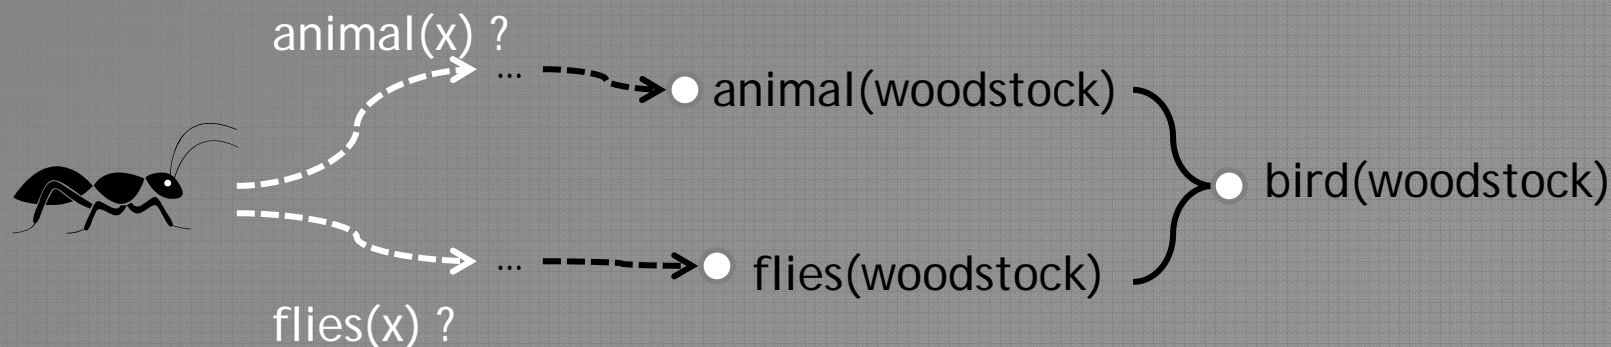 animal(x) ?
... animal(woodstock)
bird(woodstock)
... flies(woodstock)
flies(x) ?